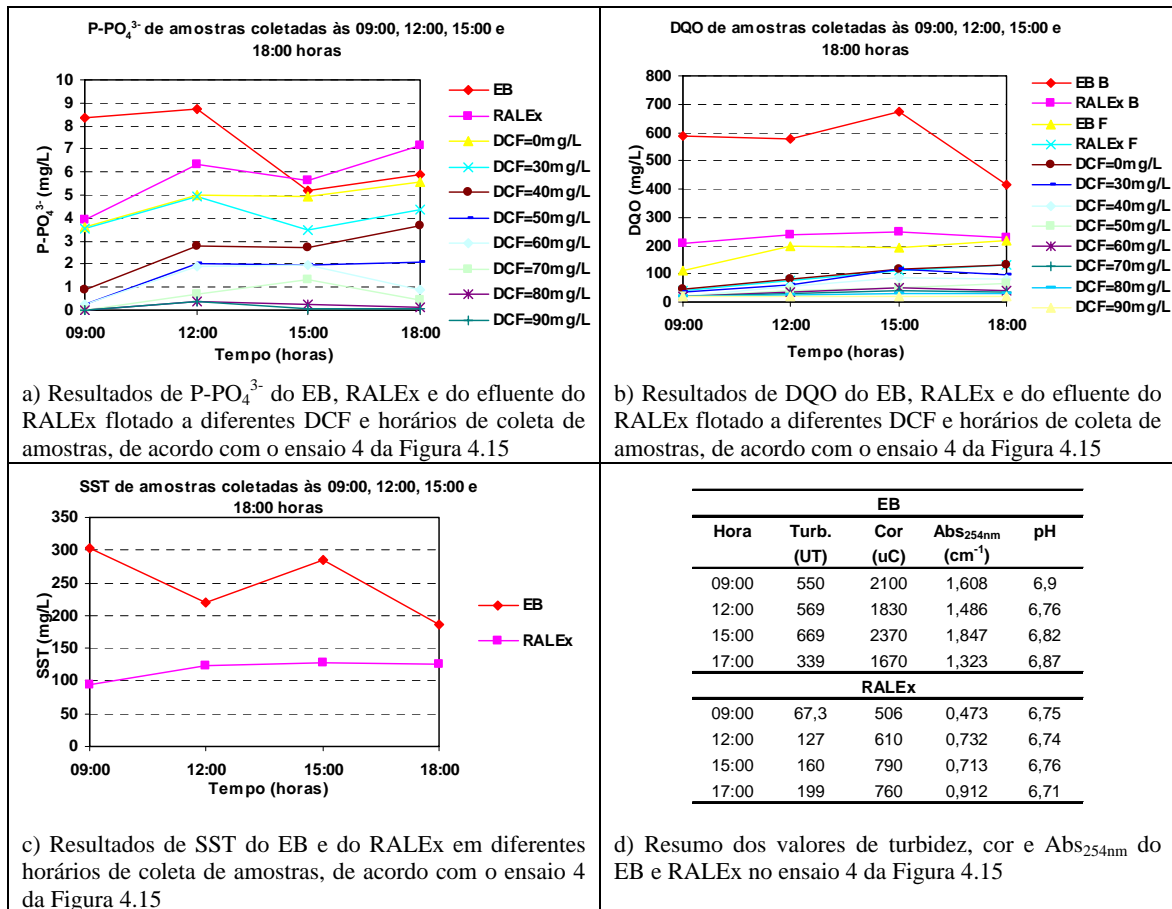 P-PO₄³⁻ de amostras coletadas às 09:00, 12:00, 15:00 e
18:00 horas
10
9
8
7
6
5
4
3
2
1
0
P-PO₄³⁻ (mg/L)
09:00 12:00 15:00 18:00
Tempo (horas)
EB
RALEx
DCF=0mg/L
DCF=30mg/L
DCF=40mg/L
DCF=50mg/L
DCF=60mg/L
DCF=70mg/L
DCF=80mg/L
DCF=90mg/L
a) Resultados de P-PO₄³⁻ do EB, RALEx e do efluente do
RALEx flotado a diferentes DCF e horários de coleta de
amostras, de acordo com o ensaio 4 da Figura 4.15
DQO de amostras coletadas às 09:00, 12:00, 15:00 e
18:00 horas
800
700
600
500
400
300
200
100
0
DQO (mg/L)
09:00 12:00 15:00 18:00
Tempo (horas)
EB B
RALEx B
EB F
RALEx F
DCF=0mg/L
DCF=30mg/L
DCF=40mg/L
DCF=50mg/L
DCF=60mg/L
DCF=70mg/L
DCF=80mg/L
DCF=90mg/L
b) Resultados de DQO do EB, RALEx e do efluente do
RALEx flotado a diferentes DCF e horários de coleta de
amostras, de acordo com o ensaio 4 da Figura 4.15
SST de amostras coletadas às 09:00, 12:00, 15:00 e
18:00 horas
350
300
250
200
150
100
50
0
SST (mg/L)
09:00 12:00 15:00 18:00
Tempo (horas)
EB
RALEx
c) Resultados de SST do EB e do RALEx em diferentes
horários de coleta de amostras, de acordo com o ensaio 4
da Figura 4.15
EB
Hora Turb. Cor Abs₂₅₄ₙₘ pH
(UT) (uC) (cm⁻¹)
09:00 550 2100 1,608 6,9
12:00 569 1830 1,486 6,76
15:00 669 2370 1,847 6,82
17:00 339 1670 1,323 6,87
RALEx
09:00 67,3 506 0,473 6,75
12:00 127 610 0,732 6,74
15:00 160 790 0,713 6,76
17:00 199 760 0,912 6,71
d) Resumo dos valores de turbidez, cor e Abs₂₅₄ₙₘ do
EB e RALEx no ensaio 4 da Figura 4.15